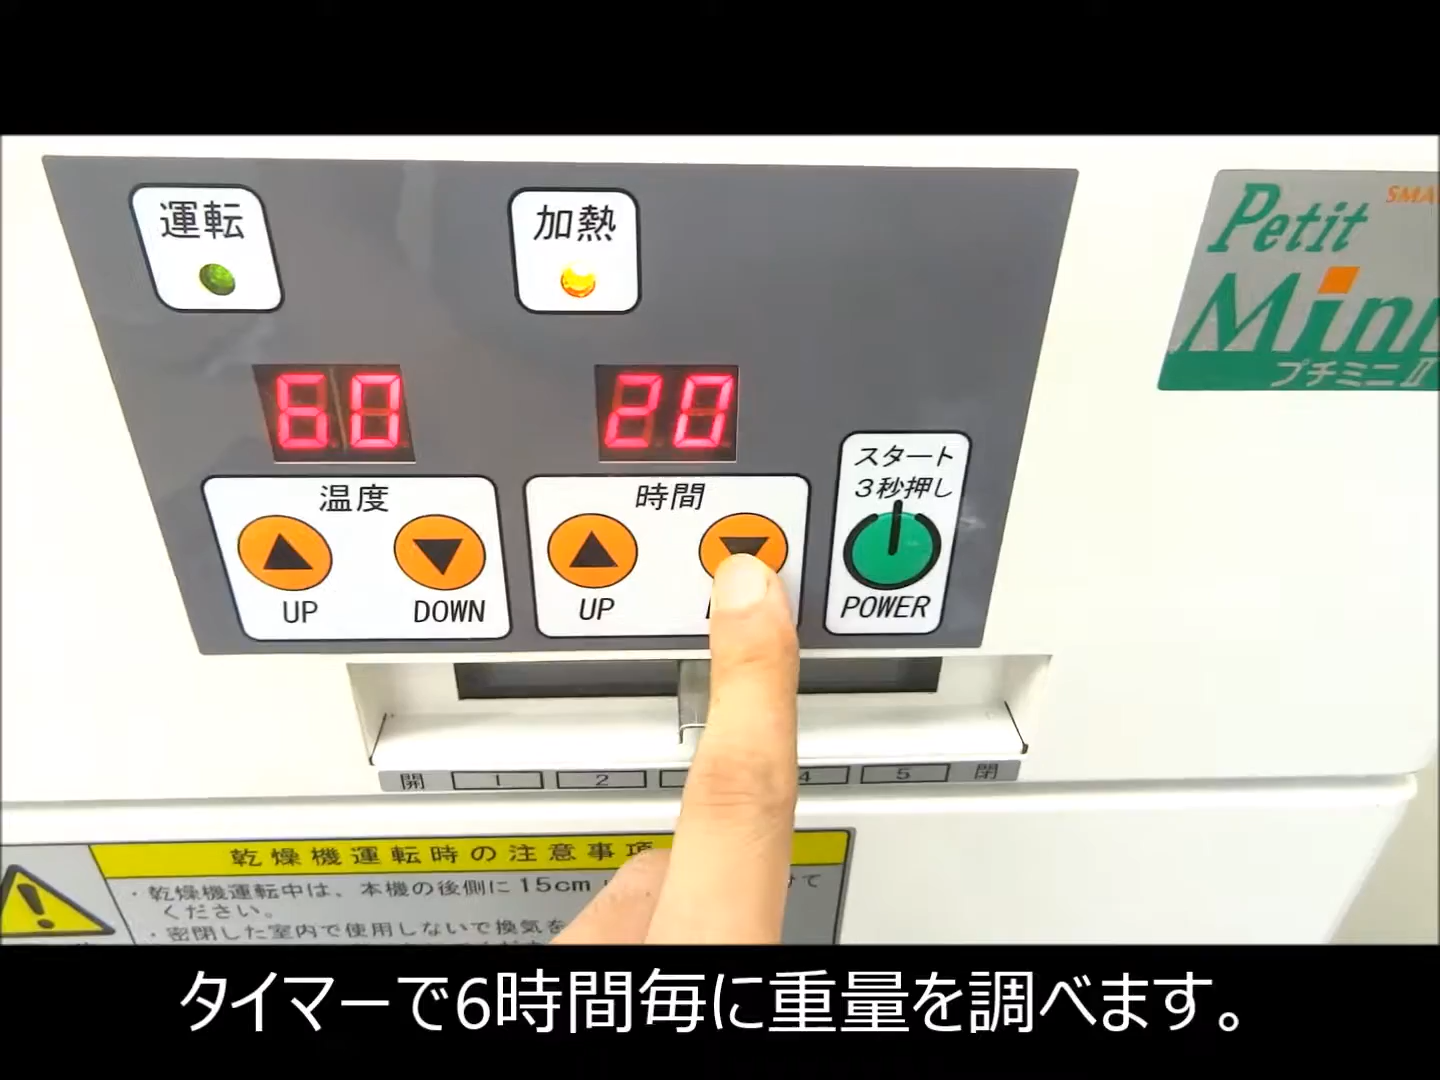 運転
加熱
Petit
Mini
プチミニⅡ
60
20
温度
時間
スタート
3秒押し
UP
DOWN
UP
POWER
開 1 2 4 5 閉
乾燥機運転時の注意事項
・乾燥機運転中は、本機の後側に15cm けて
ください。
・密閉した室内で使用しないで換気を
タイマーで6時間毎に重量を調べます。